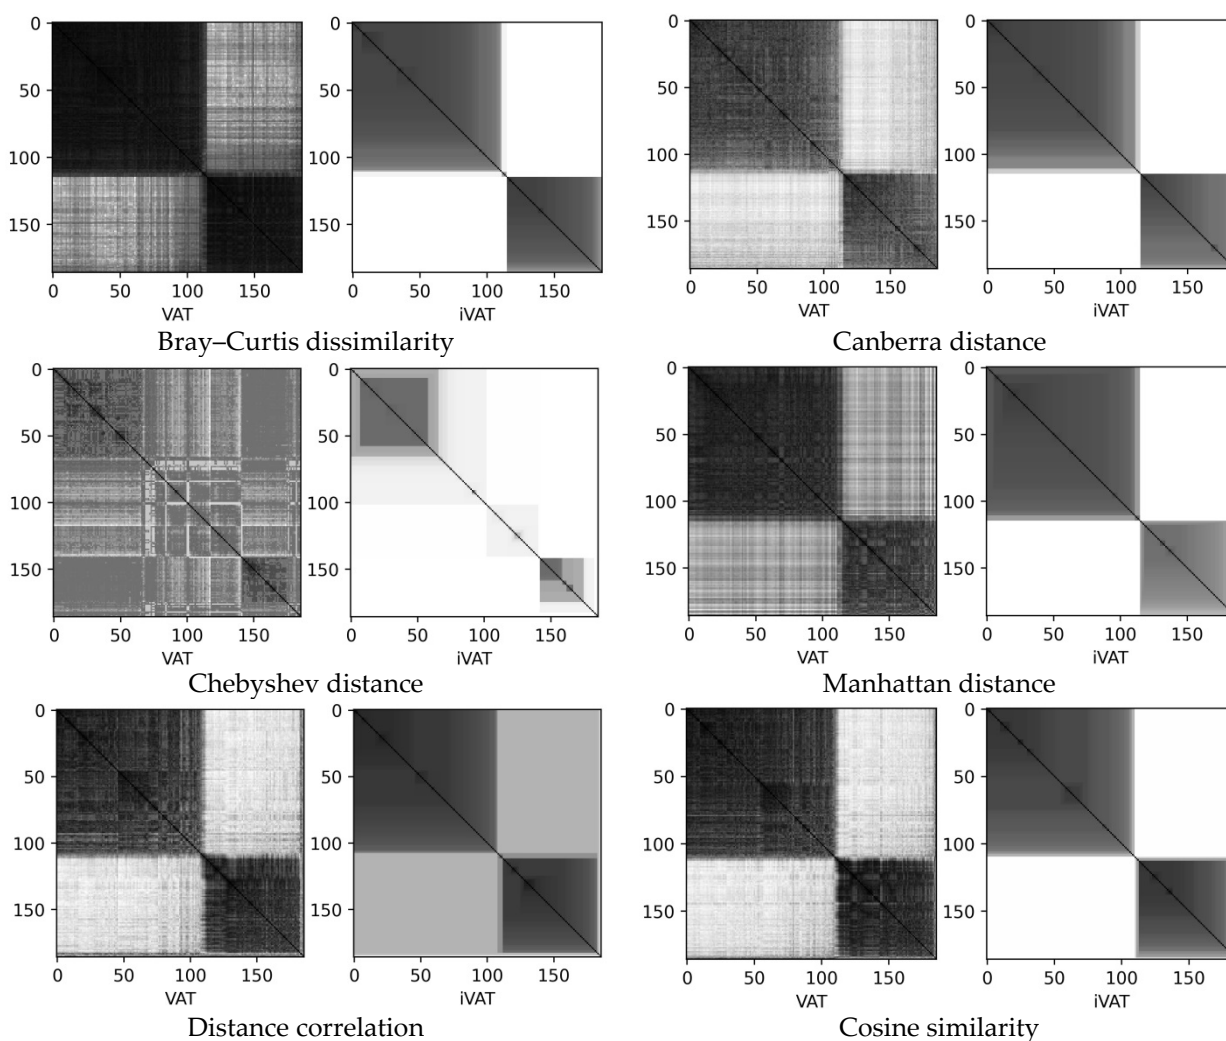 0
50
100
150
0 50 100 150
VAT
0
50
100
150
0 50 100 150
iVAT
Bray–Curtis dissimilarity
0
50
100
150
0 50 100 150
VAT
0
50
100
150
0 50 100 150
iVAT
Canberra distance
0
50
100
150
0 50 100 150
VAT
0
50
100
150
0 50 100 150
iVAT
Chebyshev distance
0
50
100
150
0 50 100 150
VAT
0
50
100
150
0 50 100 150
iVAT
Manhattan distance
0
50
100
150
0 50 100 150
VAT
0
50
100
150
0 50 100 150
iVAT
Distance correlation
0
50
100
150
0 50 100 150
VAT
0
50
100
150
0 50 100 150
iVAT
Cosine similarity